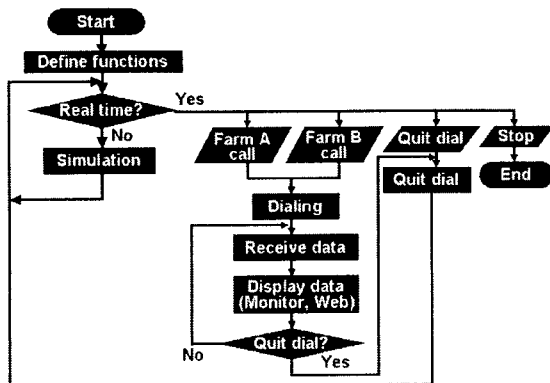 Start
Define functions
Real time?
Yes
No
Simulation
Farm A
call
Farm B
call
Quit dial
Stop
Quit dial
End
Dialing
Receive data
Display data
(Monitor, Web)
Quit dial?
No
Yes